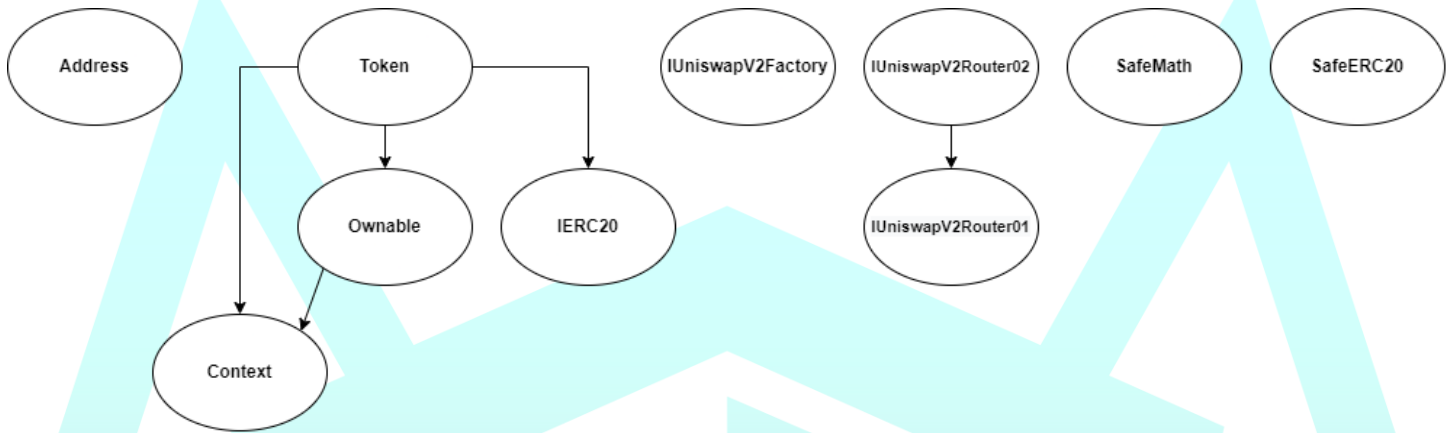 Address
Token
IUniswapV2Factory
IUniswapV2Router02
SafeMath
SafeERC20
Ownable
IERC20
IUniswapV2Router01
Context